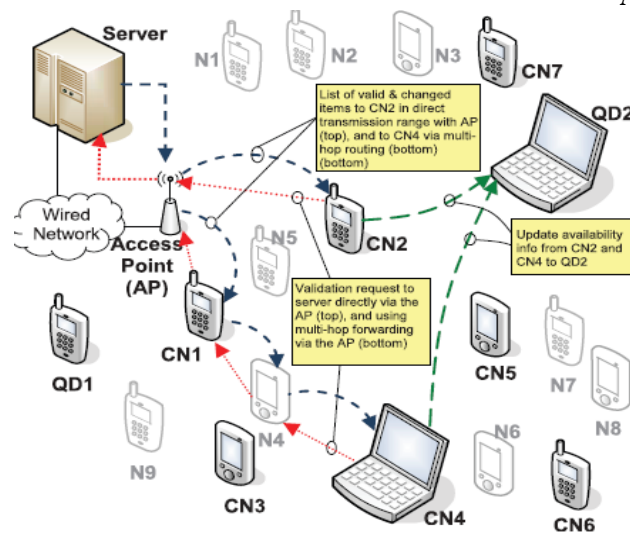 Server
N1
N2
N3
CN7
List of valid & changed
items to CN2 in direct
transmission range with AP
(top), and to CN4 via multi-
hop routing (bottom)
(bottom)
QD2
Wired
Network
Access
Point
(AP)
N5
CN2
Update availability
info from CN2 and
CN4 to QD2
Validation request to
server directly via the
AP (top), and using
multi-hop forwarding
via the AP (bottom)
CN1
QD1
CN5
N7
N8
N4
N9
CN3
N6
CN4
CN6